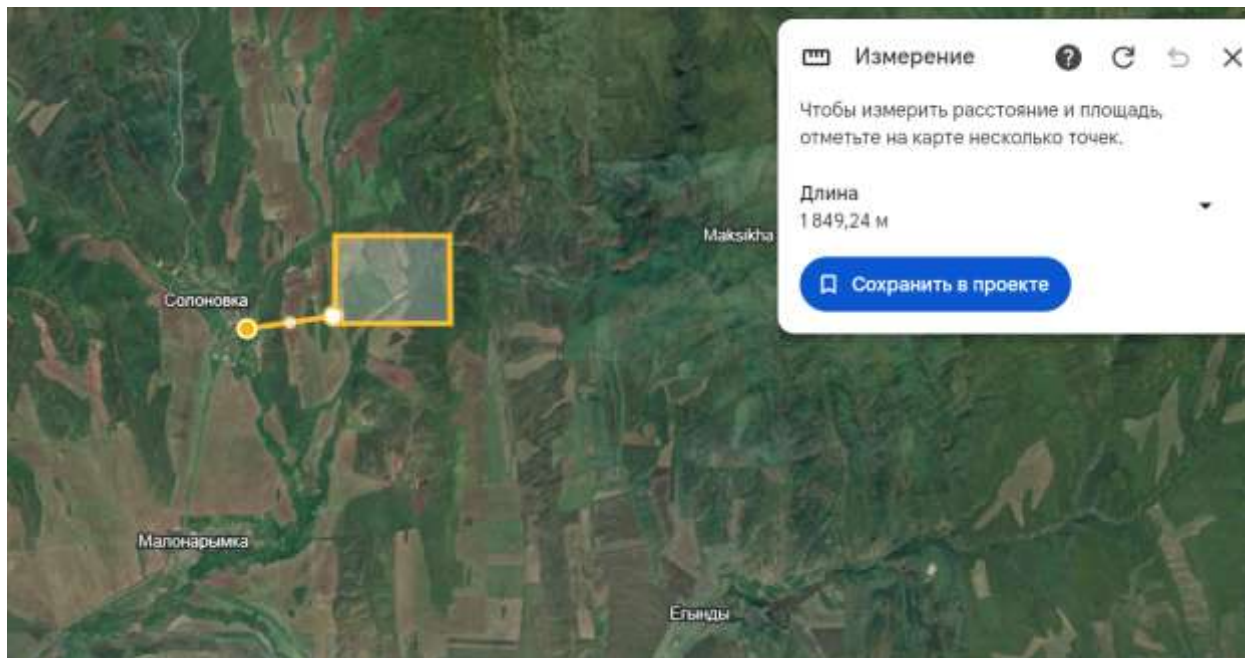 Измерение
Чтобы измерить расстояние и площадь,
отметьте на карте несколько точек.
Длина
1 849,24 м
Сохранить в проекте
Maksikha
Солоновка
Малонарымка
Елынды